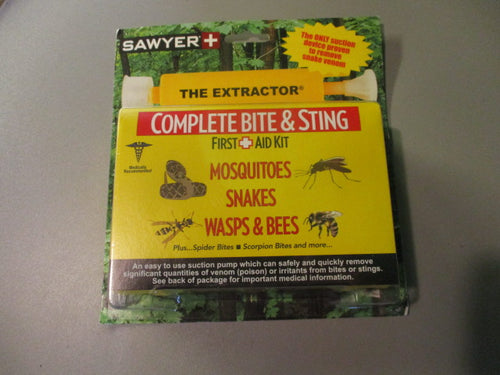 SAWYER
The ONLY suction
device proven
to remove
snake venom
THE EXTRACTOR®
COMPLETE BITE & STING
FIRST AID KIT
Medically
Recommended
MOSQUITOES
SNAKES
WASPS & BEES
Plus...Spider Bites ■ Scorpion Bites and more...
An easy to use suction pump which can safely and quickly remove
significant quantities of venom (poison) or irritants from bites or stings.
See back of package for important medical information.